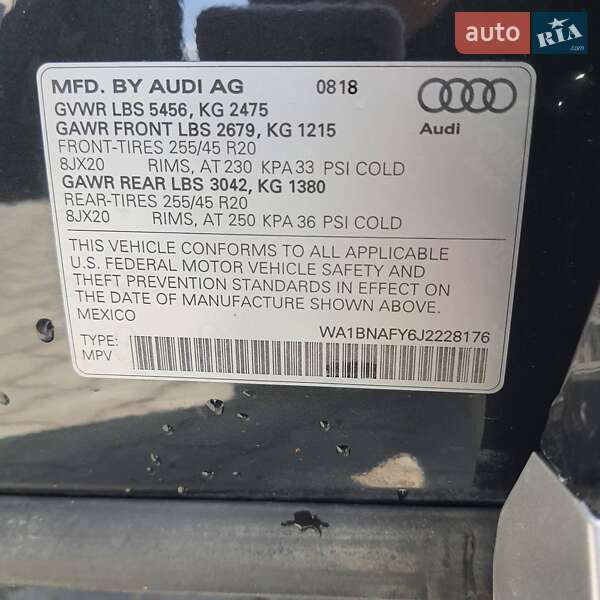 auto RIA.com
MFD. BY AUDI AG 0818
GVWR LBS 5456, KG 2475
GAWR FRONT LBS 2679, KG 1215
FRONT-TIRES 255/45 R20
8JX20 RIMS, AT 230 KPA 33 PSI COLD
GAWR REAR LBS 3042, KG 1380
REAR-TIRES 255/45 R20
8JX20 RIMS, AT 250 KPA 36 PSI COLD
Audi
THIS VEHICLE CONFORMS TO ALL APPLICABLE
U.S. FEDERAL MOTOR VEHICLE SAFETY AND
THEFT PREVENTION STANDARDS IN EFFECT ON
THE DATE OF MANUFACTURE SHOWN ABOVE.
MEXICO
WA1BNAFY6J2228176
TYPE:
MPV